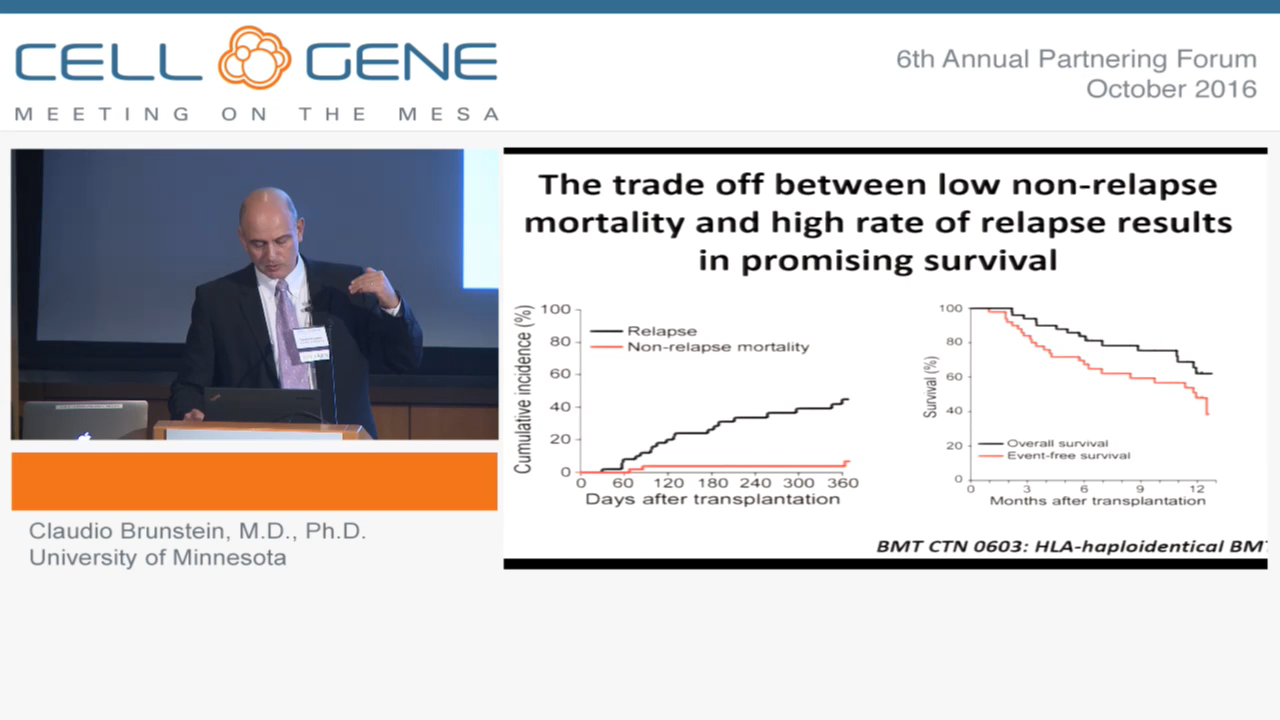 CELL GENE
MEETING ON THE MESA
6th Annual Partnering Forum
October 2016
The trade off between low non-relapse
mortality and high rate of relapse results
in promising survival
Cumulative incidence (%)
100
80
60
40
20
0
Relapse
Non-relapse mortality
0 60 120 180 240 300 360
Days after transplantation
Survival (%)
100
80
60
40
20
0
Overall survival
Event-free survival
0 3 6 9 12
Months after transplantation
BMT CTN 0603: HLA-haploidentical BMT
Claudio Brunstein, M.D., Ph.D.
University of Minnesota